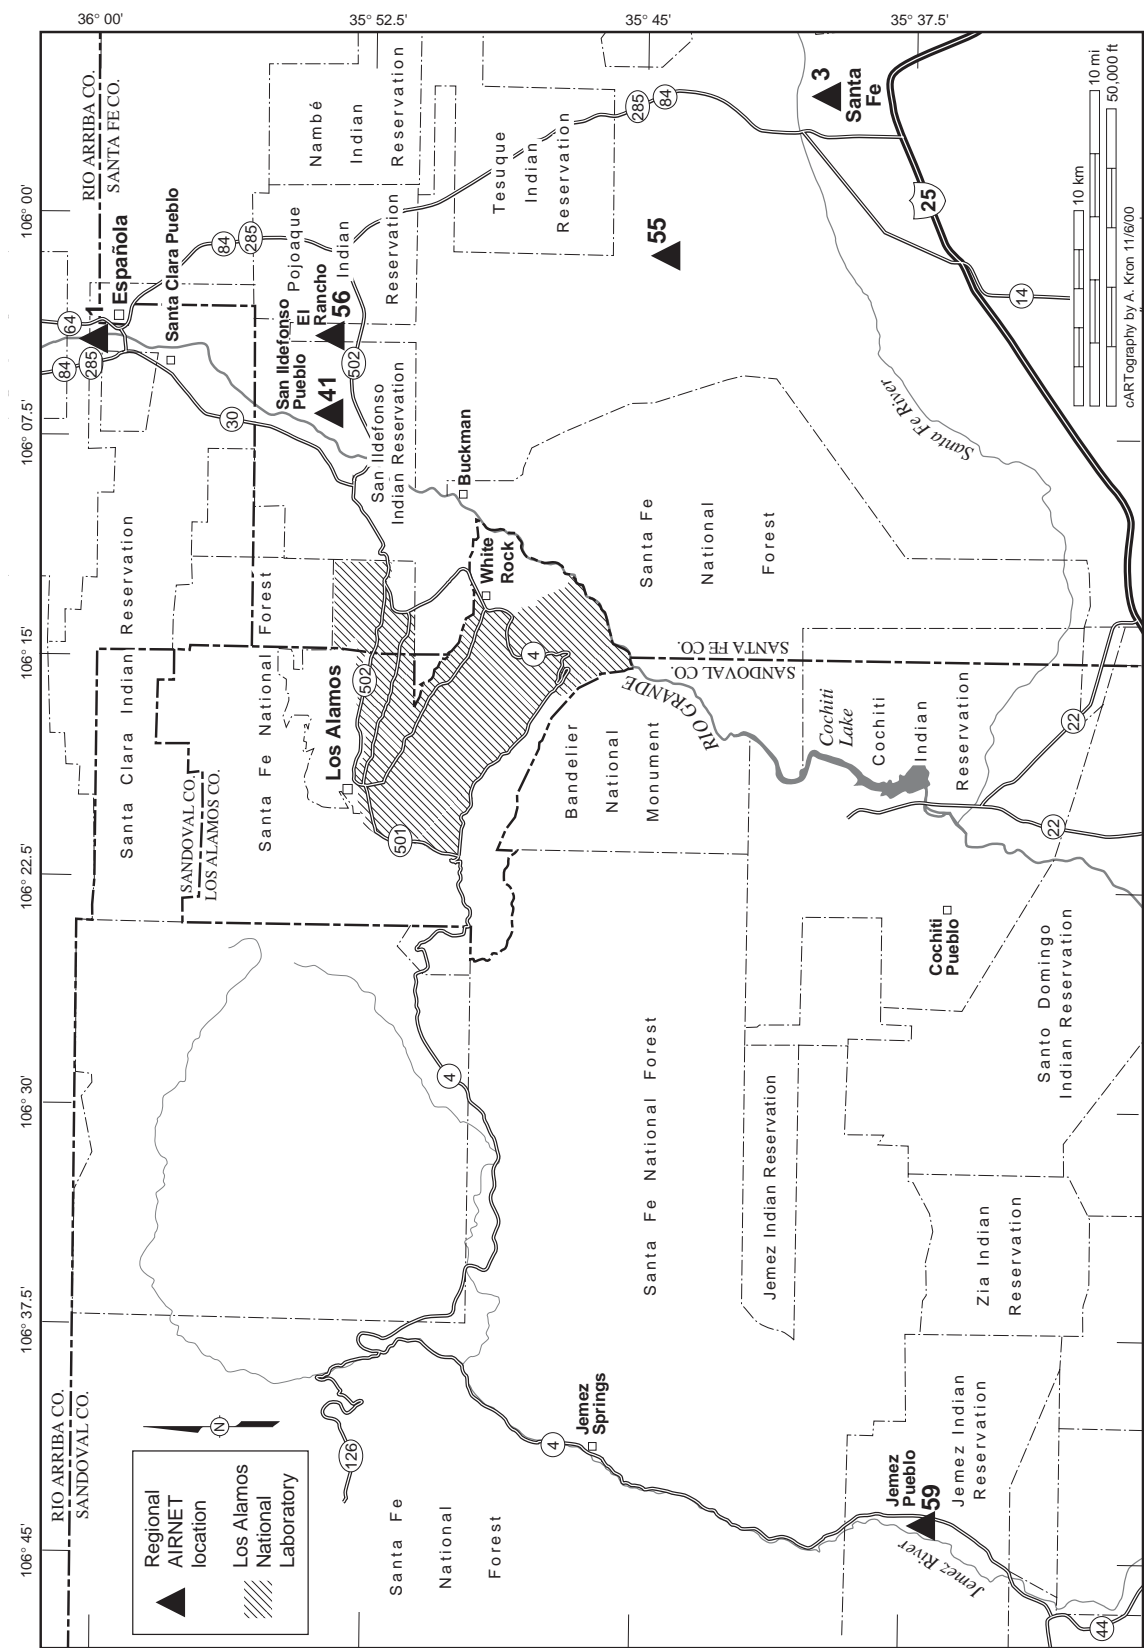 36° 00'
35° 52.5'
35° 45'
35° 37.5'
106° 00'
106° 07.5'
106° 15'
106° 22.5'
106° 30'
106° 37.5'
106° 45'
RIO ARRIBA CO.
SANDOVAL CO.
Regional
AIRNET
location
Los Alamos
National
Laboratory
N
126
Santa Fe
National
Forest
4
Jemez
Springs
4
Jemez
Pueblo
59
Jemez River
44
Jemez Indian
Reservation
Zia Indian
Reservation
Jemez Indian Reservation
Santa Fe National Forest
Santo Domingo
Indian Reservation
Cochiti
Pueblo
SANDOVAL CO.
LOS ALAMOS CO.
Santa Clara Indian Reservation
Santa Fe National Forest
Los Alamos
501
502
4
White
Rock
Bandelier
National
Monument
RIO GRANDE
SANTA FE CO.
SANDOVAL CO.
Cochiti
Lake
Cochiti
Indian
Reservation
22
22
Santa Fe
National
Forest
Buckman
San Ildefonso
Indian Reservation
30
84
285
64
1
Española
Santa Clara Pueblo
RIO ARRIBA CO.
SANTA FE CO.
84
285
San Ildefonso
Pueblo
41
El
Rancho
56
502
Pojoaque
Indian
Reservation
Nambé
Indian
Reservation
Tesuque
Indian
Reservation
285
84
55
3
Santa
Fe
25
14
Santa Fe River
10 km
10 mi
50,000 ft
cARTography by A. Kron 11/6/00